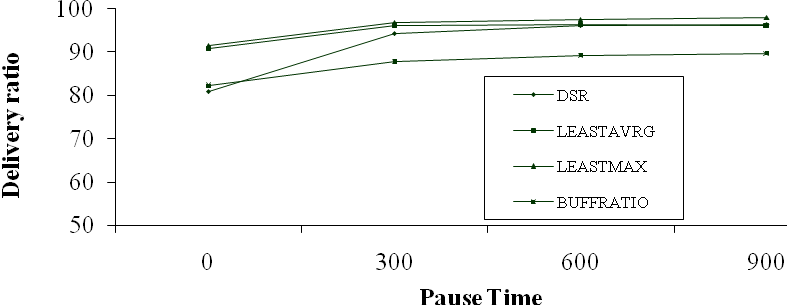 100
90
80
70
60
50
Delivery ratio
DSR
LEASTAVRG
LEASTMAX
BUFFRATIO
0 300 600 900
Pause Time